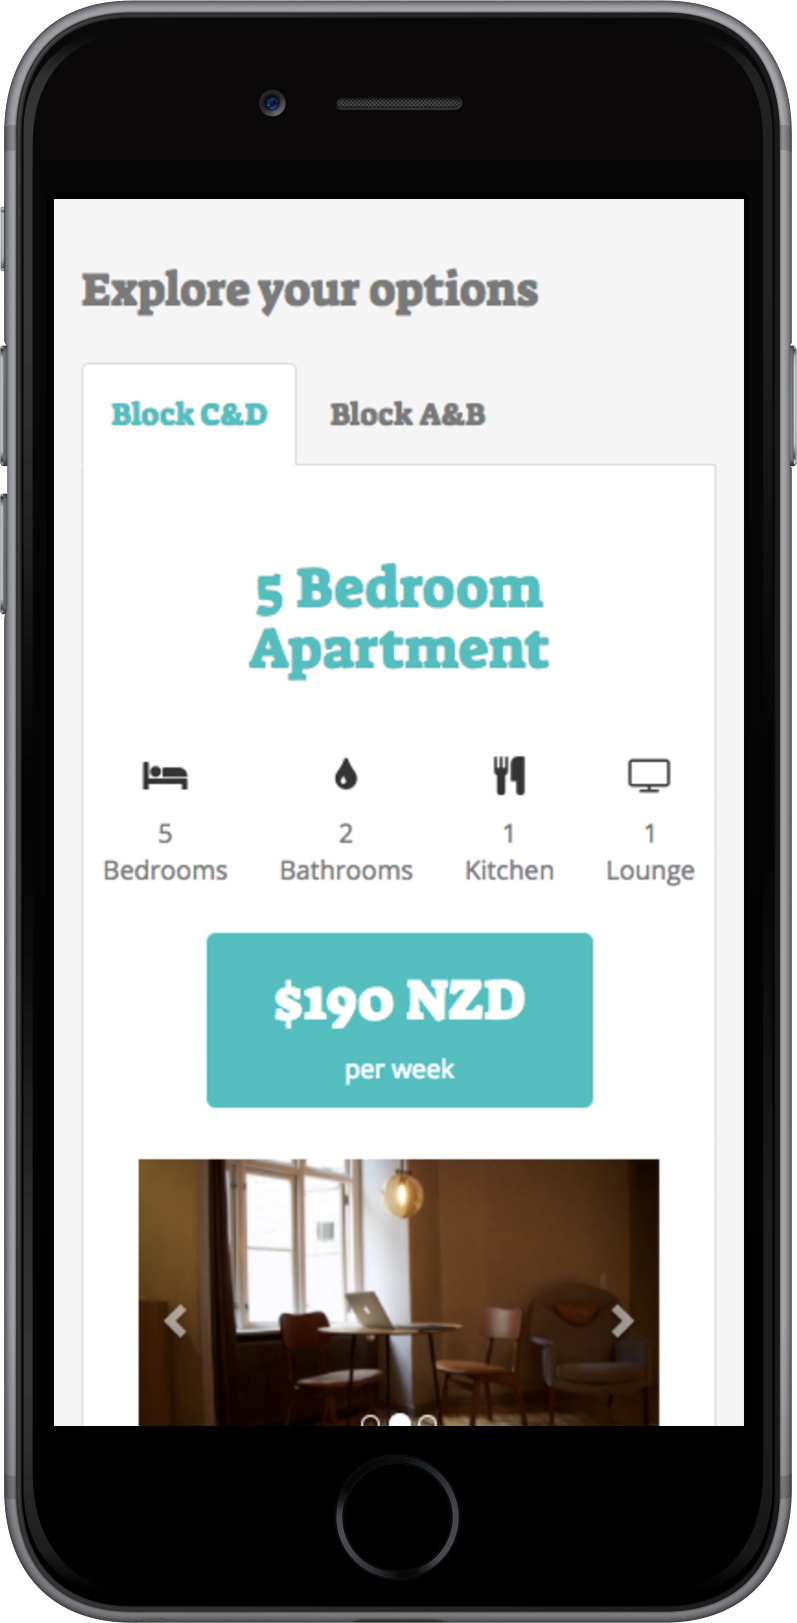 Explore your options
Block C&D
Block A&B
5 Bedroom
Apartment
5
Bedrooms
2
Bathrooms
1
Kitchen
1
Lounge
$190 NZD
per week